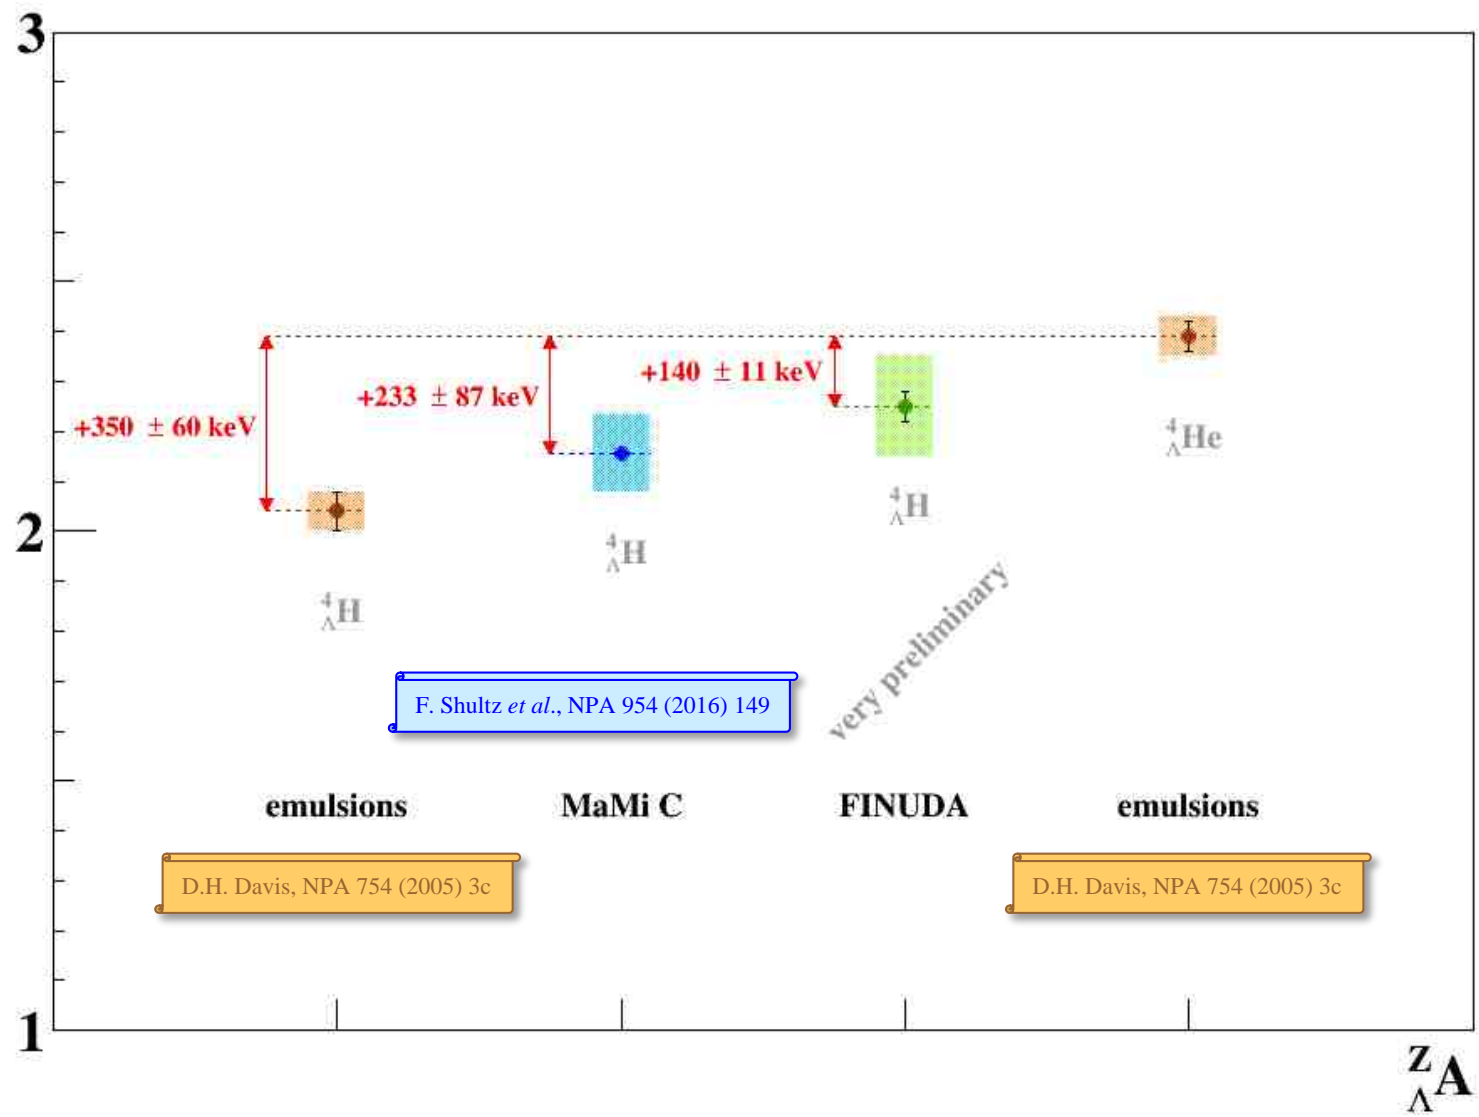 3
2
1
+350 ± 60 keV
+233 ± 87 keV
+140 ± 11 keV
⁴ΛH
⁴ΛH
⁴ΛH
⁴ΛHe
very preliminary
F. Shultz et al., NPA 954 (2016) 149
emulsions
MaMi C
FINUDA
emulsions
D.H. Davis, NPA 754 (2005) 3c
D.H. Davis, NPA 754 (2005) 3c
ZΛA